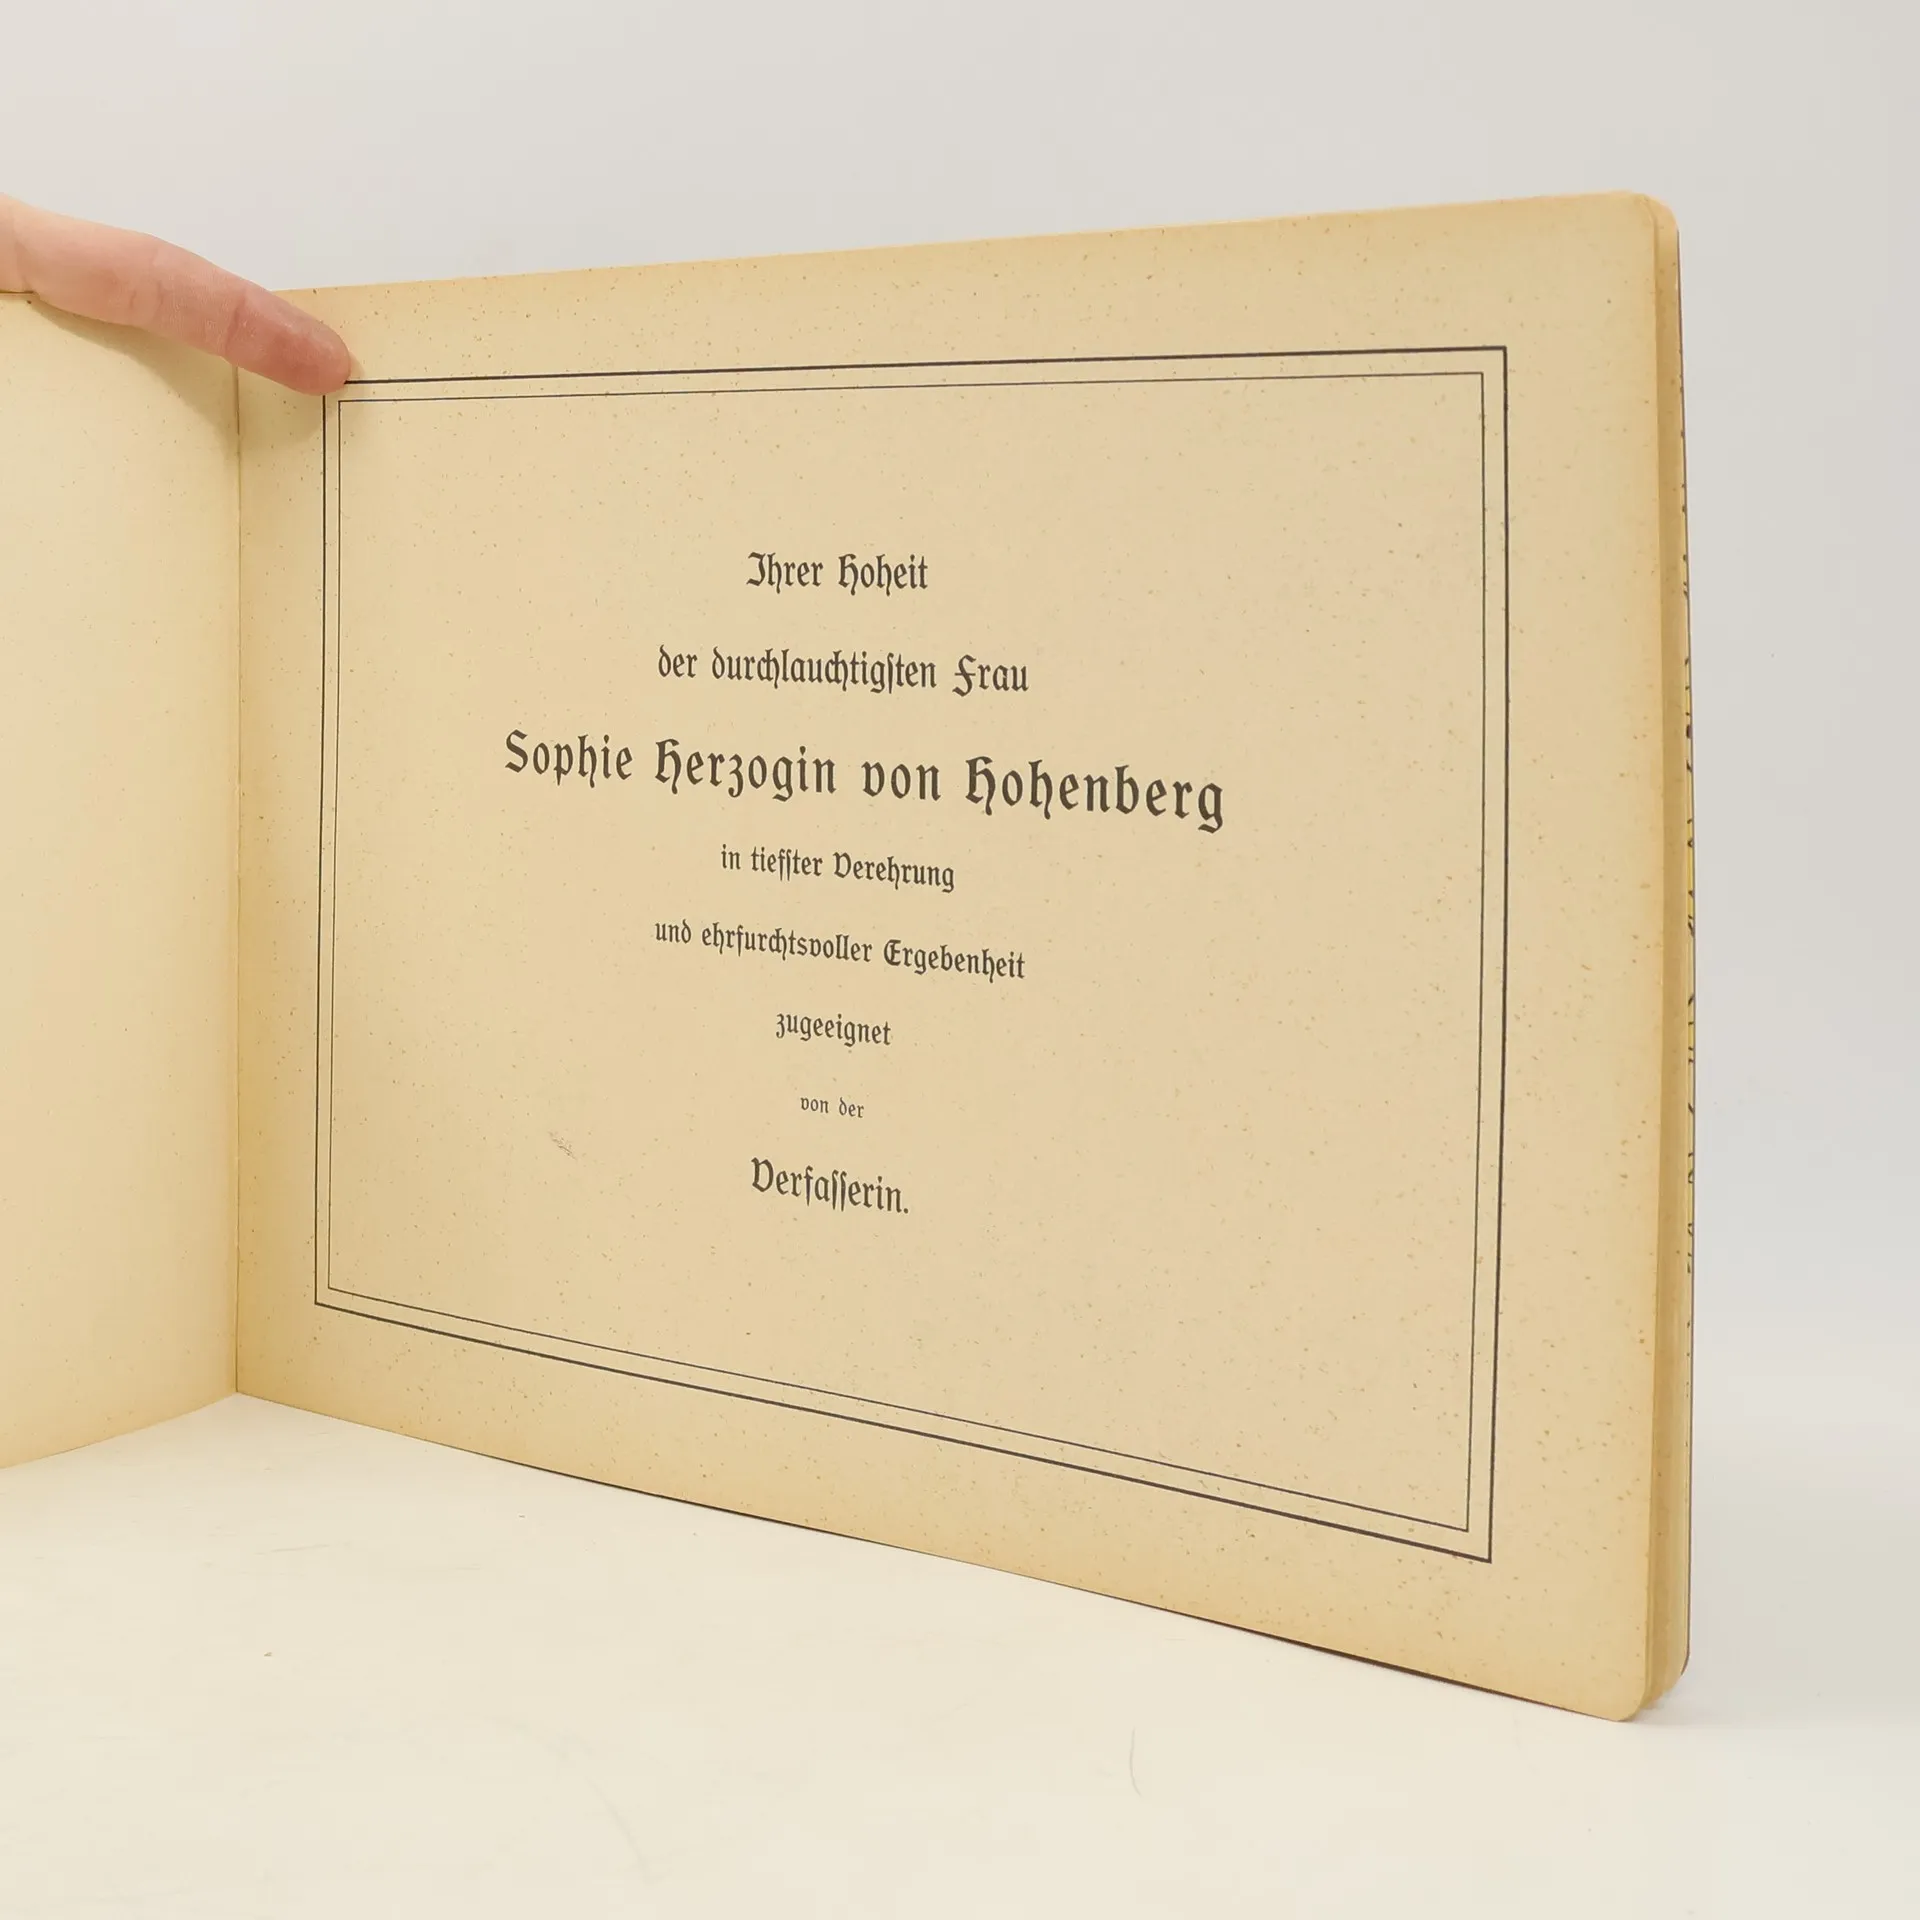 Ihrer Hoheit
der durchlauchtigſten Frau
Sophie Herzogin von Hohenberg
in tiefſter Verehrung
und ehrfurchtsvoller Ergebenheit
zugeeignet
von der
Verfaſſerin.